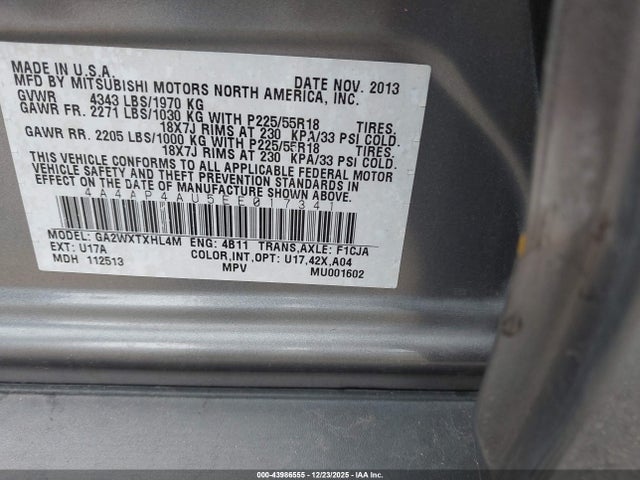 MADE IN U.S.A. DATE NOV. 2013
MFD BY MITSUBISHI MOTORS NORTH AMERICA, INC.
GVWR 4343 LBS/1970 KG
GAWR FR. 2271 LBS/1030 KG WITH P225/55R18 TIRES,
18X7J RIMS AT 230 KPA/33 PSI COLD.
GAWR RR. 2205 LBS/1000 KG WITH P225/55R18 TIRES,
18X7J RIMS AT 230 KPA/33 PSI COLD.
THIS VEHICLE CONFORMS TO ALL APPLICABLE FEDERAL MOTOR
VEHICLE SAFETY AND THEFT PREVENTION STANDARDS IN
EFFECT ON THE DATE OF MANUFACTURE SHOWN ABOVE.
4A4AP4AU5EE017341
MODEL: GA2WXTXHL4M ENG: 4B11 TRANS,AXLE: F1CJA
EXT: U17A COLOR,INT,OPT: U17,42X,A04
MDH 112513 MPV MU001602
000-43986555 - 12/23/2025 - IAA Inc.